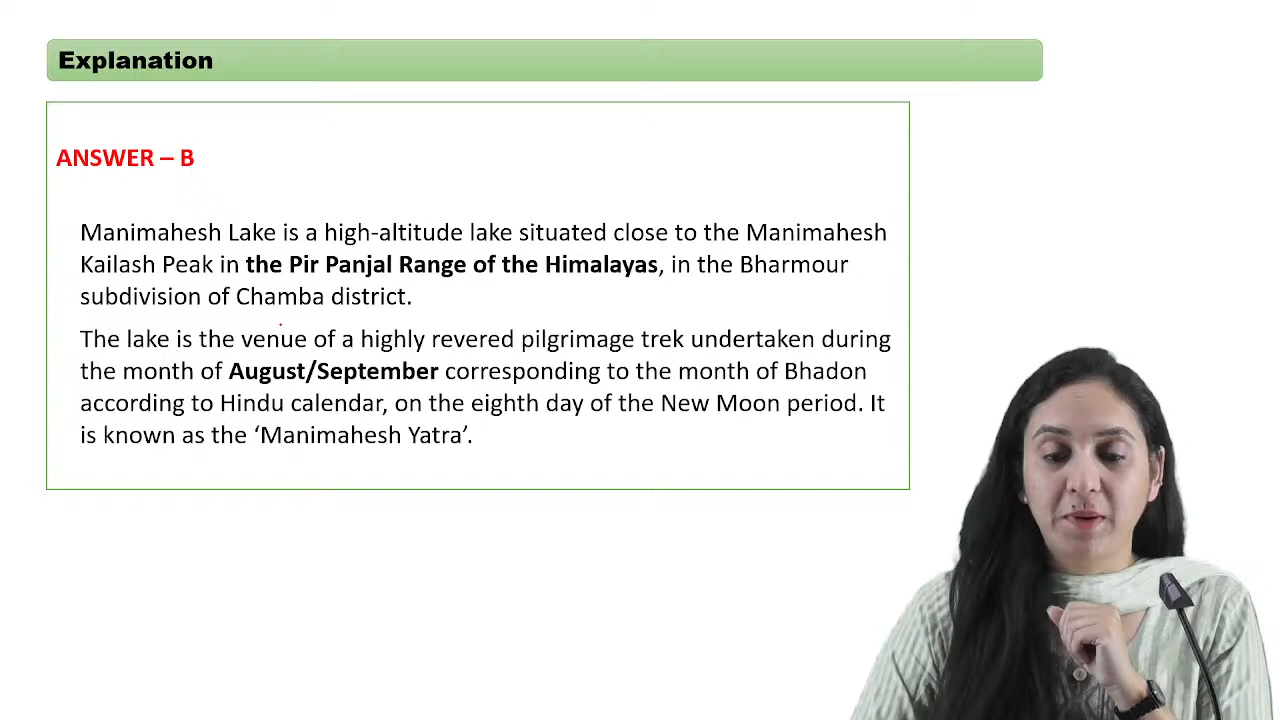 Explanation
ANSWER – B
Manimahesh Lake is a high-altitude lake situated close to the Manimahesh
Kailash Peak in the Pir Panjal Range of the Himalayas, in the Bharmour
subdivision of Chamba district.
The lake is the venue of a highly revered pilgrimage trek undertaken during
the month of August/September corresponding to the month of Bhadon
according to Hindu calendar, on the eighth day of the New Moon period. It
is known as the ‘Manimahesh Yatra’.